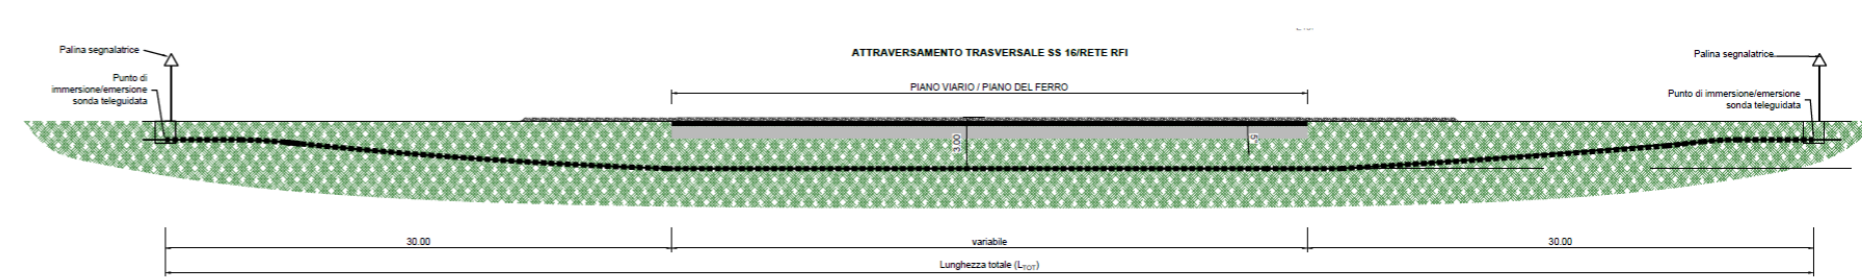 ATTRAVERSAMENTO TRASVERSALE SS 16/RETE RFI
Palina segnalatrice
Palina segnalatrice
Punto di
immersione/emersione
sonda teleguidata
PIANO VIARIO / PIANO DEL FERRO
Punto di immersione/emersione
sonda teleguidata
3.00
30.00
variabile
30.00
Lunghezza totale (LTOT)